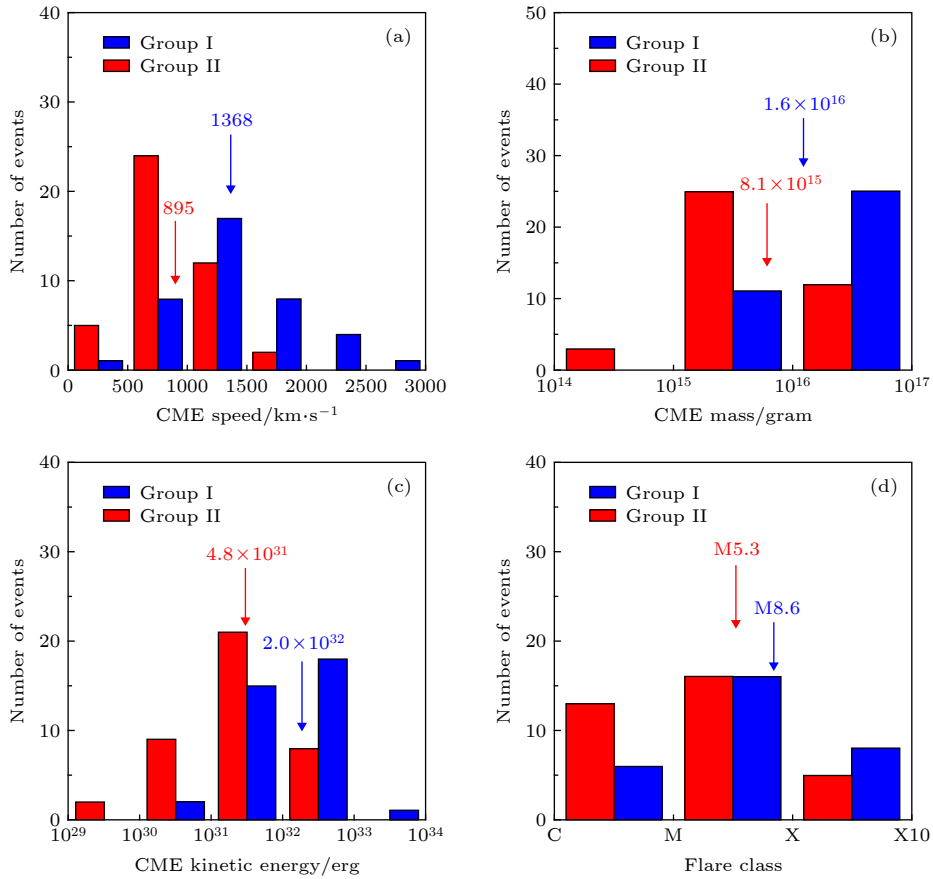 (a)
Group I
Group II
1368
895
Number of events
40
30
20
10
0
0 500 1000 1500 2000 2500 3000
CME speed/km·s⁻¹
(b)
Group I
Group II
1.6×10¹⁶
8.1×10¹⁵
Number of events
50
40
30
20
10
0
10¹⁴ 10¹⁵ 10¹⁶ 10¹⁷
CME mass/gram
(c)
Group I
Group II
4.8×10³¹
2.0×10³²
Number of events
40
30
20
10
0
10²⁹ 10³⁰ 10³¹ 10³² 10³³ 10³⁴
CME kinetic energy/erg
(d)
Group I
Group II
M5.3
M8.6
Number of events
40
30
20
10
0
C M X X10
Flare class